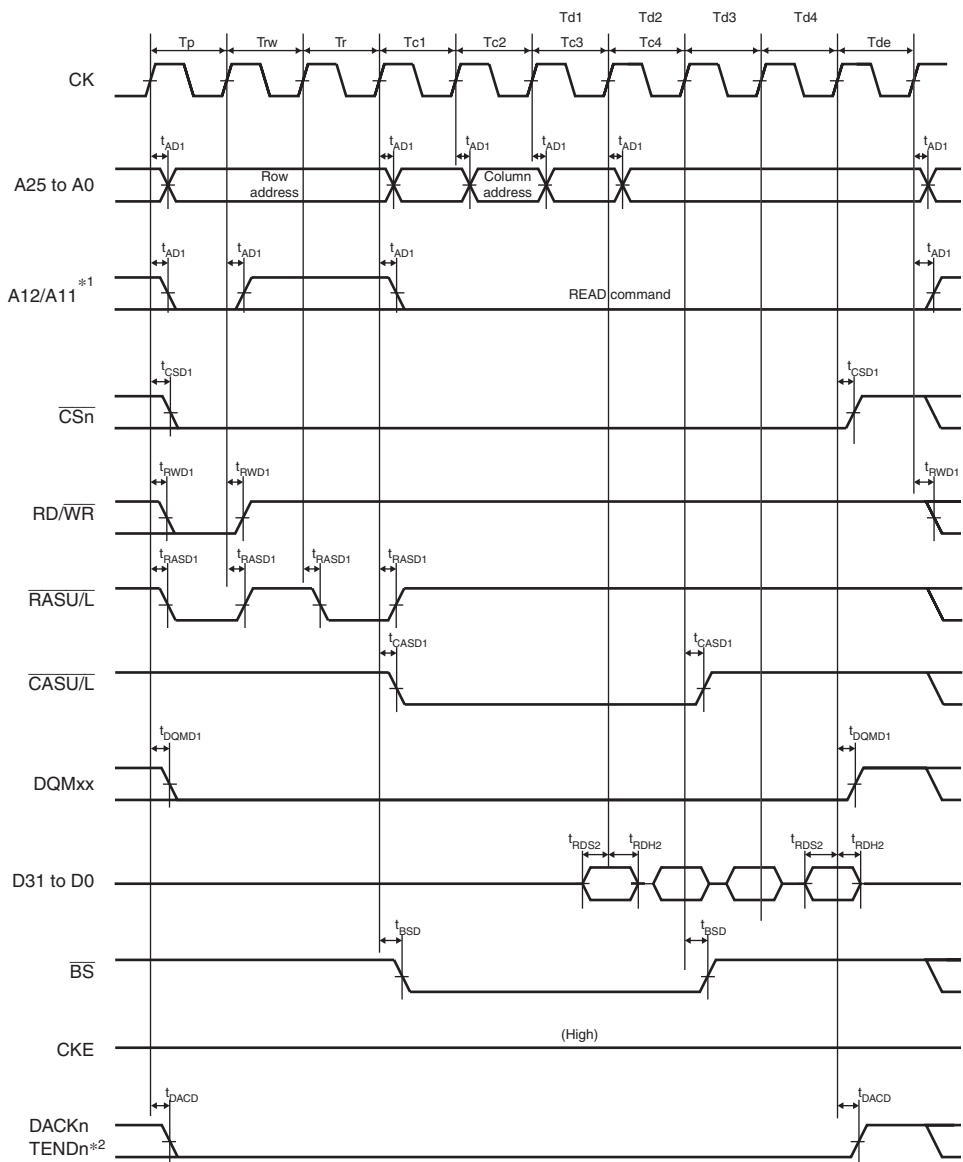 Td1 Td2 Td3 Td4
Tp Trw Tr Tc1 Tc2 Tc3 Tc4 Tde
CK
tAD1 tAD1 tAD1 tAD1 tAD1 tAD1
A25 to A0
Row address
Column address
tAD1 tAD1 tAD1 tAD1
A12/A11 *1
READ command
tCSD1 tCSD1
CSn
tRWD1 tRWD1 tRWD1
RD/WR
tRASD1 tRASD1 tRASD1 tRASD1
RASU/L
tCASD1 tCASD1
CASU/L
tDQMD1 tDQMD1
DQMxx
tRDS2 tRDH2 tRDS2 tRDH2
D31 to D0
tBSD tBSD
BS
(High)
CKE
tDACD tDACD
DACKn
TENDn*2